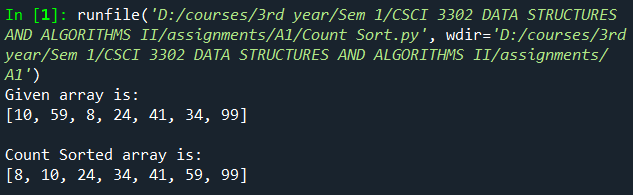 In [1]: runfile('D:/courses/3rd year/Sem 1/CSCI 3302 DATA STRUCTURES
AND ALGORITHMS II/assignments/A1/Count Sort.py', wdir='D:/courses/3rd
year/Sem 1/CSCI 3302 DATA STRUCTURES AND ALGORITHMS II/assignments/
A1')
Given array is:
[10, 59, 8, 24, 41, 34, 99]
Count Sorted array is:
[8, 10, 24, 34, 41, 59, 99]